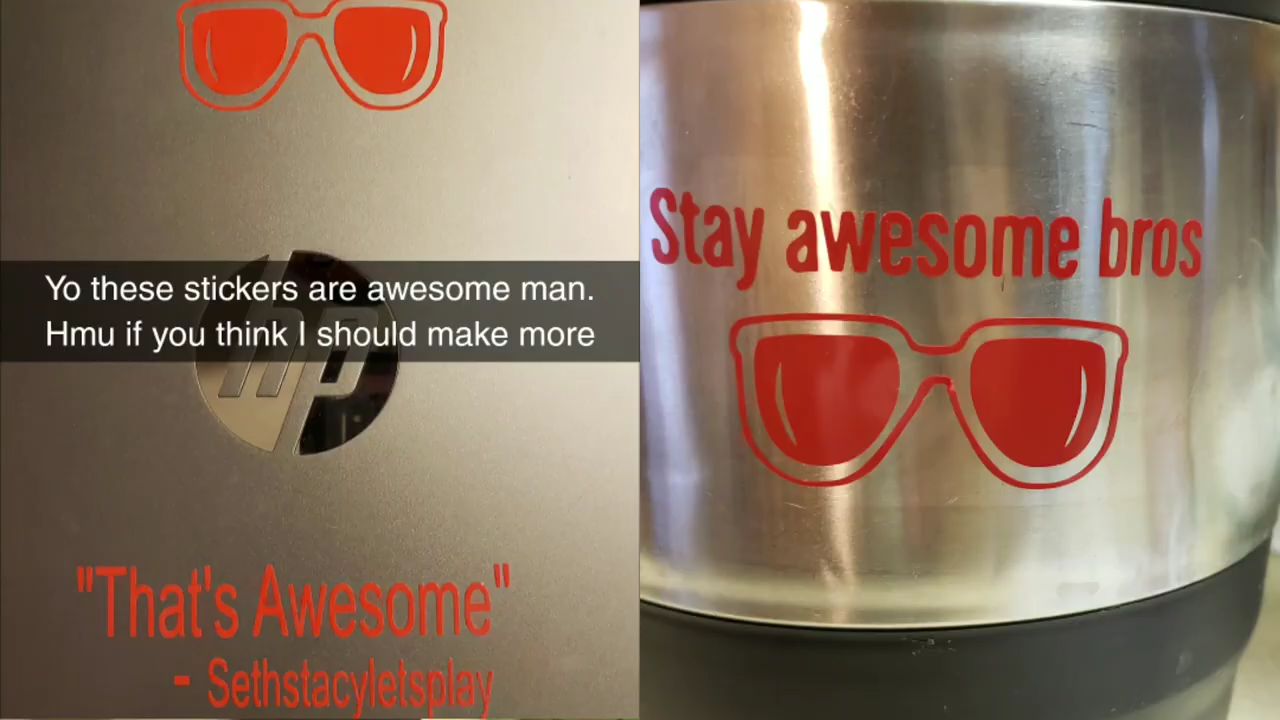 Yo these stickers are awesome man.
Hmu if you think I should make more
hp
"That's Awesome"
- Sethstacyletsplay
Stay awesome bros